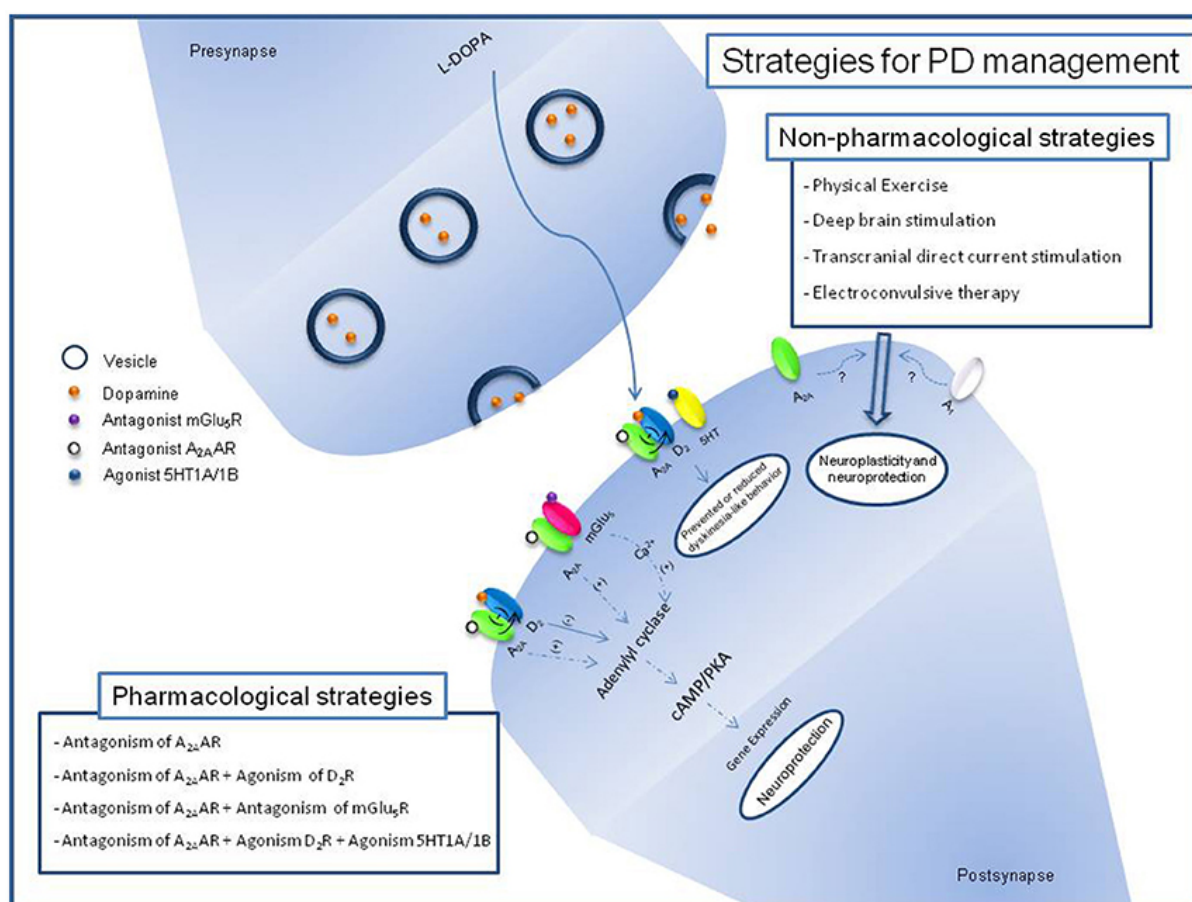 Presynapse
L-DOPA
Strategies for PD management
Non-pharmacological strategies
- Physical Exercise
- Deep brain stimulation
- Transcranial direct current stimulation
- Electroconvulsive therapy
Vesicle
Dopamine
Antagonist mGlu₅R
Antagonist A₂ₐAR
Agonist 5HT1A/1B
A₂ₐ
?
?
A₁
A₂ₐ
D₂
5HT
(-)
Prevented or reduced
dyskinesia-like behavior
Neuroplasticity and
neuroprotection
mGlu₅
A₂ₐ
Ca²⁺
(+)
(+)
(-)
D₂
A₂ₐ
(-)
(+)
Adenylyl cyclase
cAMP/PKA
Gene Expression
Neuroprotection
Pharmacological strategies
- Antagonism of A₂ₐAR
- Antagonism of A₂ₐAR + Agonism of D₂R
- Antagonism of A₂ₐAR + Antagonism of mGlu₅R
- Antagonism of A₂ₐAR + Agonism D₂R + Agonism 5HT1A/1B
Postsynapse